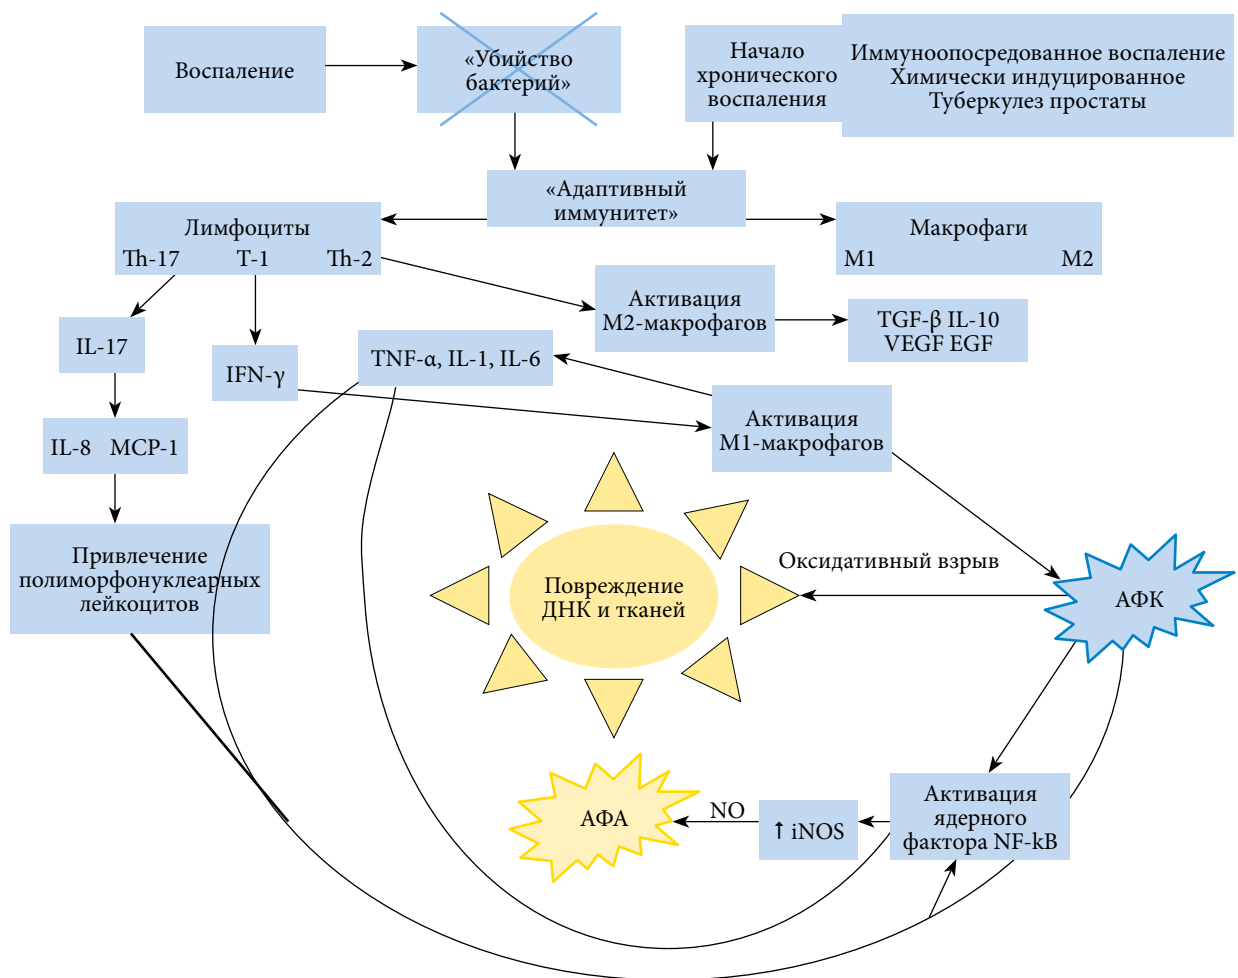 Воспаление
«Убийство
бактерий»
Начало
хронического
воспаления
Иммуноопосредованное воспаление
Химически индуцированное
Туберкулез простаты
«Адаптивный
иммунитет»
Лимфоциты
Th-17 T-1 Th-2
Макрофаги
M1 M2
Активация
М2-макрофагов
TGF-β IL-10
VEGF EGF
IL-17
IFN-γ
TNF-α, IL-1, IL-6
Активация
М1-макрофагов
IL-8 MCP-1
Привлечение
полиморфонуклеарных
лейкоцитов
Повреждение
ДНК и тканей
Оксидативный взрыв
АФК
АФА
NO
↑ iNOS
Активация
ядерного
фактора NF-kB